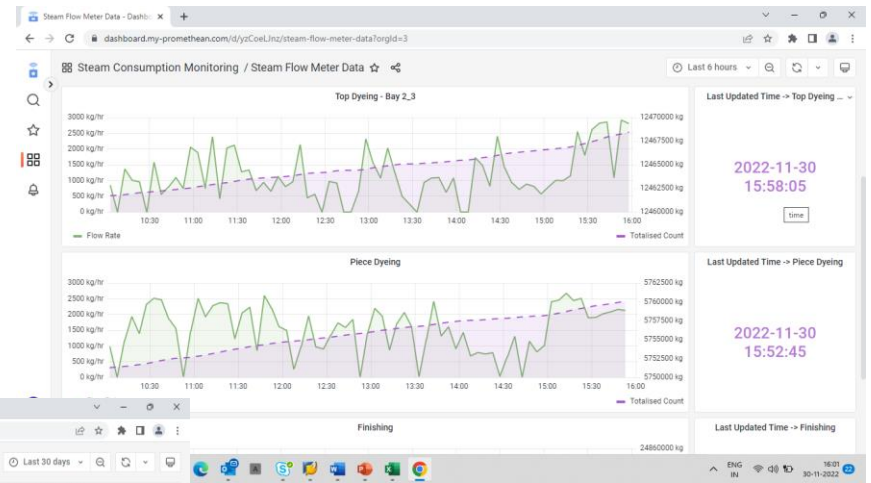 Steam Flow Meter Data - Dashbo
dashboard.my-promethean.com/d/yzCoeLJnz/steam-flow-meter-data?orgId=3
Steam Consumption Monitoring / Steam Flow Meter Data
Last 6 hours
Top Dyeing - Bay 2_3
3000 kg/hr
2500 kg/hr
2000 kg/hr
1500 kg/hr
1000 kg/hr
500 kg/hr
0 kg/hr
12470000 kg
12467500 kg
12465000 kg
12462500 kg
12460000 kg
10:30 11:00 11:30 12:00 12:30 13:00 13:30 14:00 14:30 15:00 15:30 16:00
Flow Rate
Totalised Count
Last Updated Time -> Top Dyeing ...
2022-11-30
15:58:05
time
Piece Dyeing
3000 kg/hr
2500 kg/hr
2000 kg/hr
1500 kg/hr
1000 kg/hr
500 kg/hr
0 kg/hr
5762500 kg
5760000 kg
5757500 kg
5755000 kg
5752500 kg
5750000 kg
10:30 11:00 11:30 12:00 12:30 13:00 13:30 14:00 14:30 15:00 15:30 16:00
Totalised Count
Last Updated Time -> Piece Dyeing
2022-11-30
15:52:45
Finishing
24860000 kg
Last Updated Time -> Finishing
Last 30 days
ENG
IN
16:01
30-11-2022
22